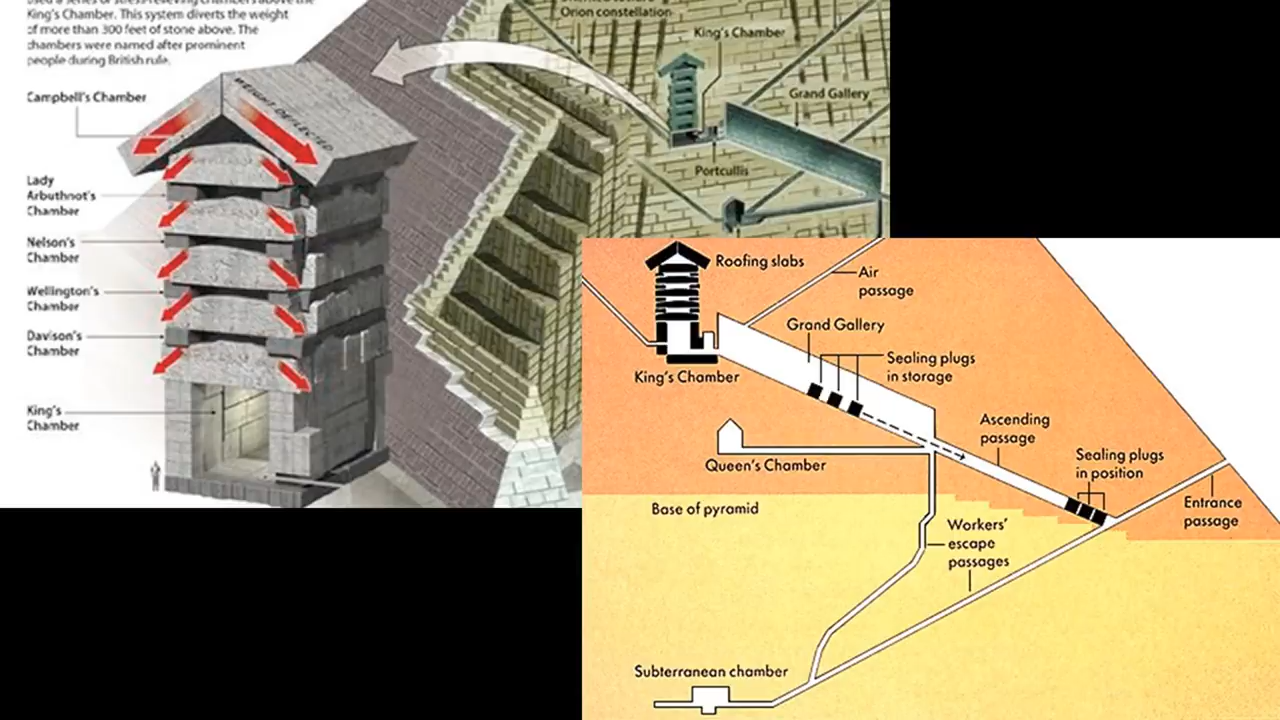 used a series of stress-relieving chambers above the
King's Chamber. This system diverts the weight
of more than 300 feet of stone above. The
chambers were named after prominent
people during British rule.
Campbell's Chamber
WEIGHT DEFLECTED
Lady
Arbuthnot's
Chamber
Nelson's
Chamber
Wellington's
Chamber
Davison's
Chamber
King's
Chamber
Orion constellation
King's Chamber
Grand Gallery
Portcullis
Roofing slabs
Air
passage
Grand Gallery
Sealing plugs
in storage
King's Chamber
Ascending
passage
Queen's Chamber
Sealing plugs
in position
Entrance
passage
Base of pyramid
Workers'
escape
passages
Subterranean chamber